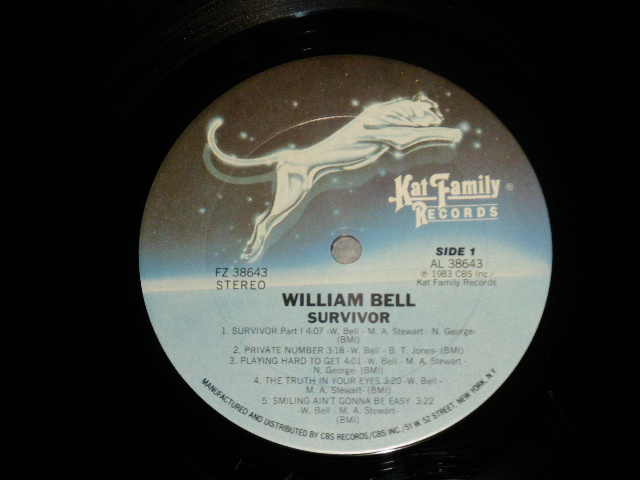 Kat Family ®
RECORDS
SIDE 1
FZ 38643
STEREO
AL 38643
℗ 1983 CBS Inc./
Kat Family Records
WILLIAM BELL
SURVIVOR
1. SURVIVOR Part I 4:07 -W. Bell - M. A. Stewart - N. George-
(BMI)
2. PRIVATE NUMBER 3:18 -W. Bell - B. T. Jones- (BMI)
3. PLAYING HARD TO GET 4:01 -W. Bell - M. A. Stewart -
N. George- (BMI)
4. THE TRUTH IN YOUR EYES 3:20 -W. Bell -
M. A. Stewart- (BMI)
5. SMILING AIN'T GONNA BE EASY 3:22
-W. Bell - M. A. Stewart-
(BMI)
MANUFACTURED AND DISTRIBUTED BY CBS RECORDS/CBS INC./51 W. 52 STREET, NEW YORK, N.Y.